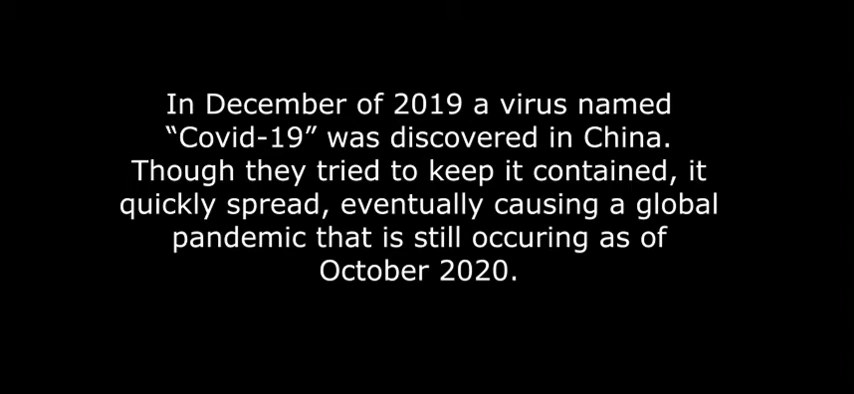 In December of 2019 a virus named
“Covid-19” was discovered in China.
Though they tried to keep it contained, it
quickly spread, eventually causing a global
pandemic that is still occuring as of
October 2020.